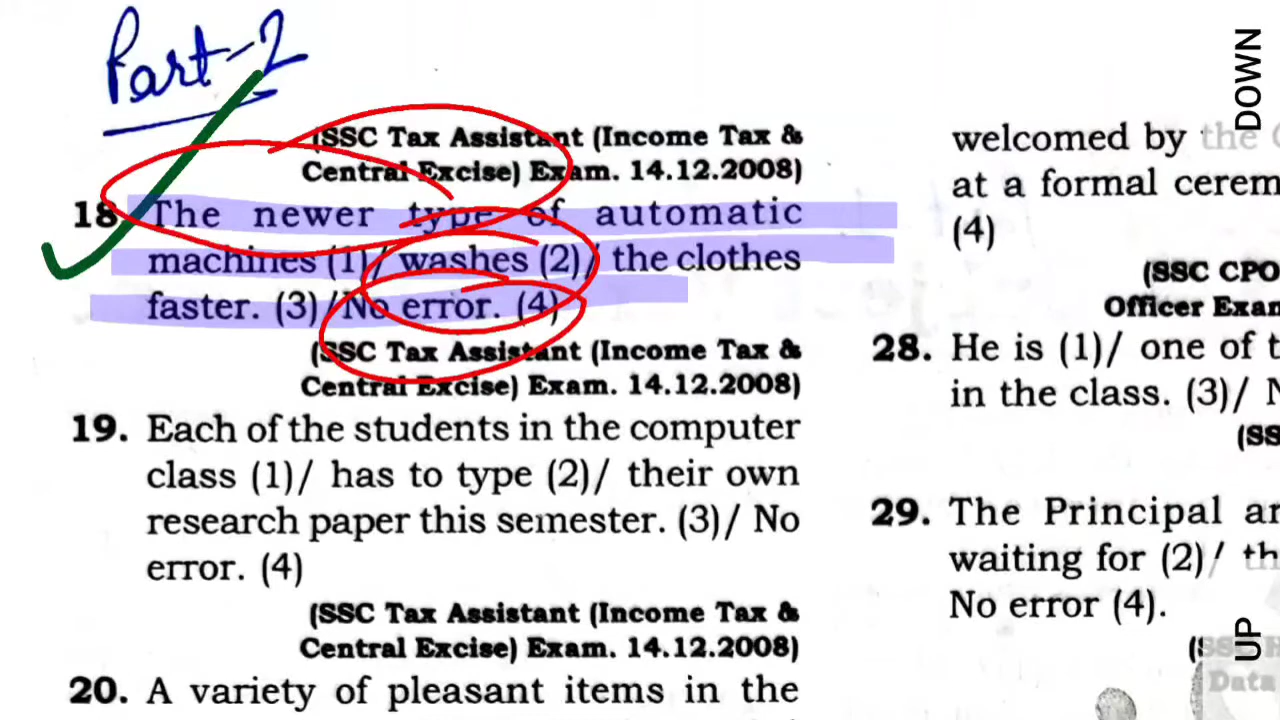 Part-2
(SSC Tax Assistant (Income Tax &
Central Excise) Exam. 14.12.2008)
18. The newer type of automatic
machines (1)/ washes (2)/ the clothes
faster. (3)/No error. (4)
(SSC Tax Assistant (Income Tax &
Central Excise) Exam. 14.12.2008)
19. Each of the students in the computer
class (1)/ has to type (2)/ their own
research paper this semester. (3)/ No
error. (4)
(SSC Tax Assistant (Income Tax &
Central Excise) Exam. 14.12.2008)
20. A variety of pleasant items in the
welcomed by the
at a formal cerem
(4)
(SSC CPO
Officer Exam
28. He is (1)/ one of t
in the class. (3)/ N
(SS
29. The Principal an
waiting for (2)/ th
No error (4).
Data
DOWN
UP